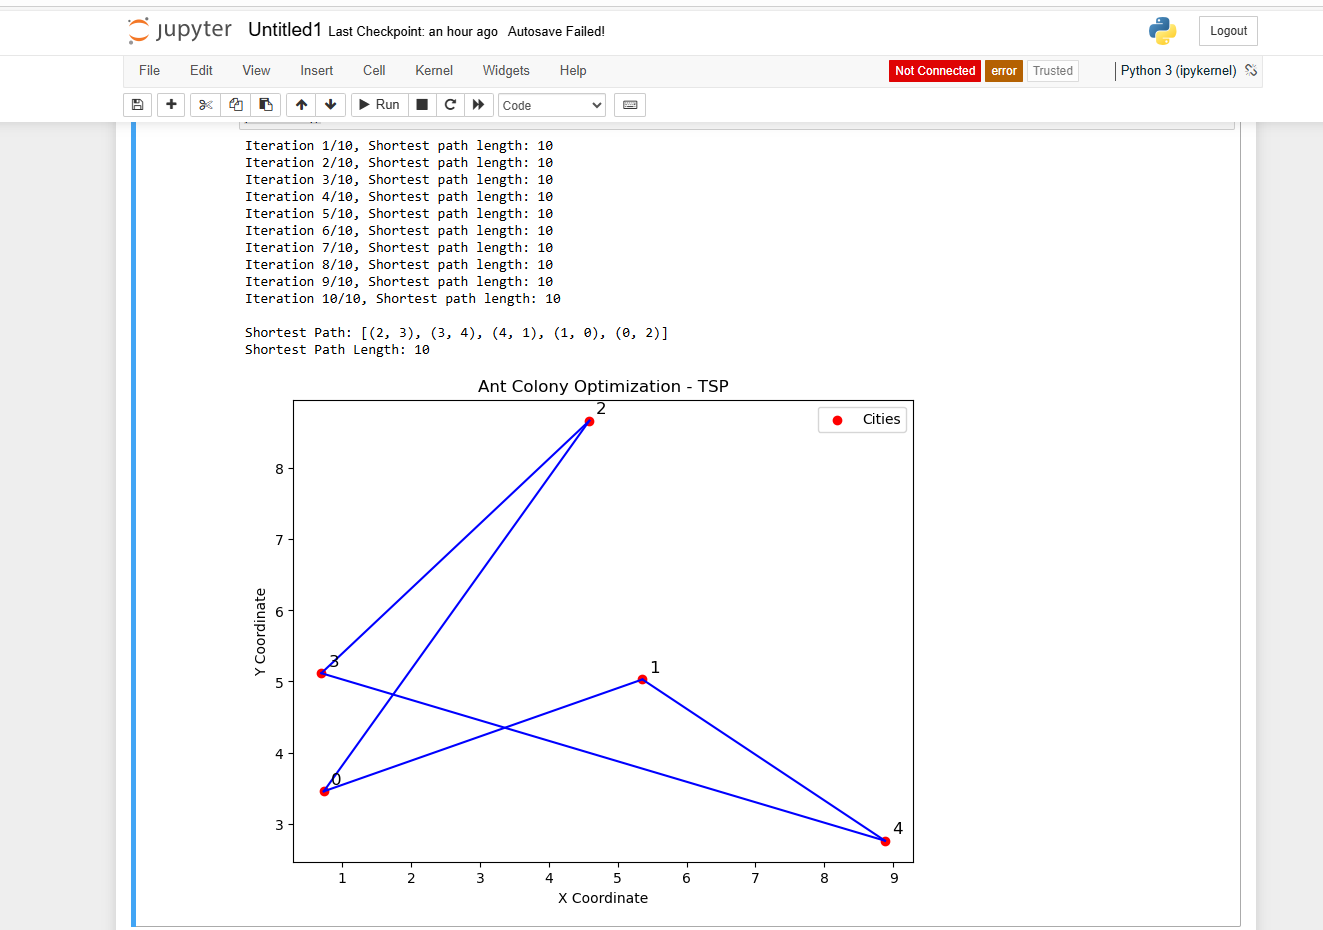 jupyter Untitled1 Last Checkpoint: an hour ago Autosave Failed! Logout
File Edit View Insert Cell Kernel Widgets Help Not Connected error Trusted Python 3 (ipykernel)
Run Code
Iteration 1/10, Shortest path length: 10
Iteration 2/10, Shortest path length: 10
Iteration 3/10, Shortest path length: 10
Iteration 4/10, Shortest path length: 10
Iteration 5/10, Shortest path length: 10
Iteration 6/10, Shortest path length: 10
Iteration 7/10, Shortest path length: 10
Iteration 8/10, Shortest path length: 10
Iteration 9/10, Shortest path length: 10
Iteration 10/10, Shortest path length: 10
Shortest Path: [(2, 3), (3, 4), (4, 1), (1, 0), (0, 2)]
Shortest Path Length: 10
Ant Colony Optimization - TSP
2
Cities
8
7
6
Y Coordinate
3
1
5
4
0
3
4
1 2 3 4 5 6 7 8 9
X Coordinate